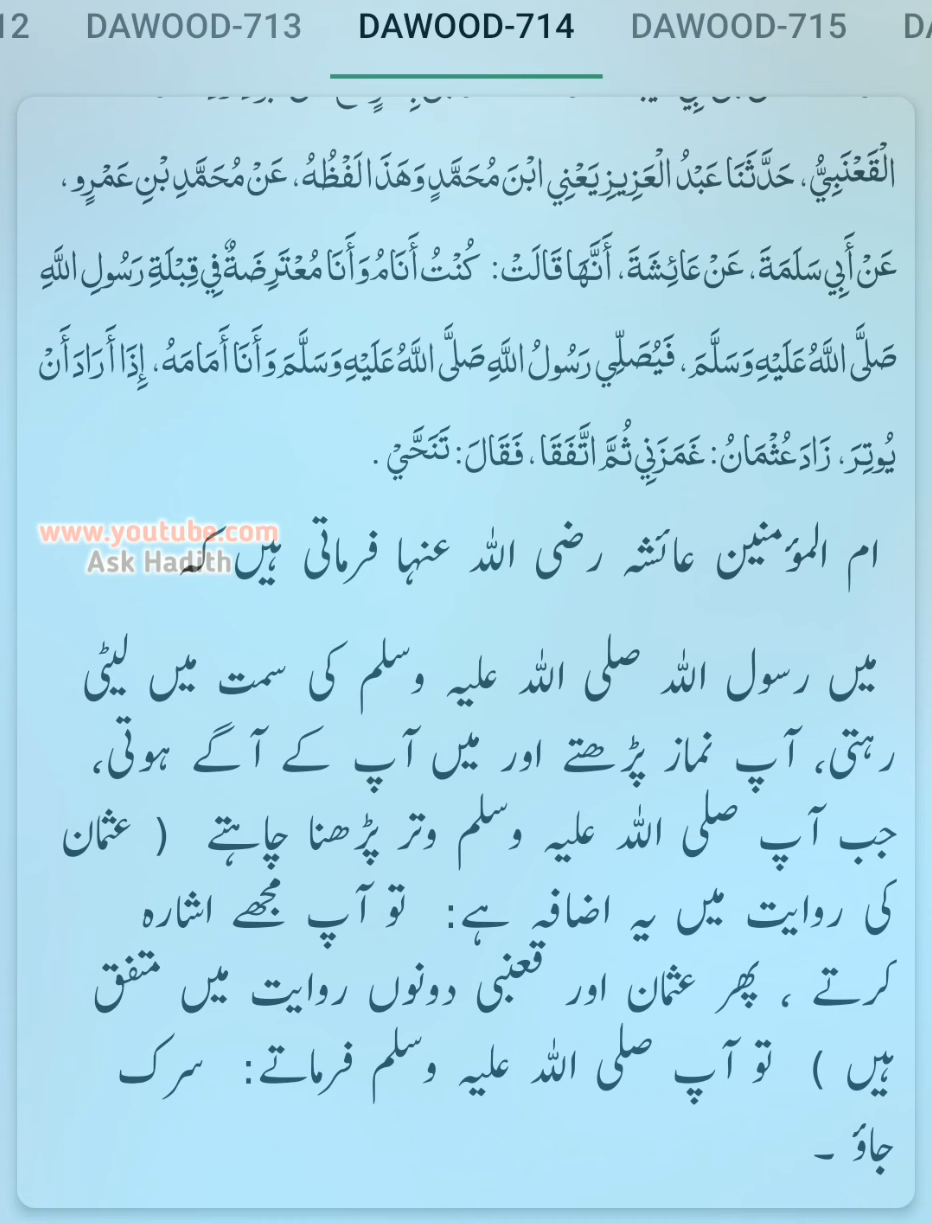 12 DAWOOD-713 DAWOOD-714 DAWOOD-715 DA
الْقَعْنَبِيُّ، حَدَّثَنَا عَبْدُ الْعَزِيزِ يَعْنِي ابْنَ مُحَمَّدٍ وَهَذَا لَفْظُهُ، عَنْ مُحَمَّدِ بْنِ عَمْرٍو،
عَنْ أَبِي سَلَمَةَ، عَنْ عَائِشَةَ، أَنَّهَا قَالَتْ: كُنْتُ أَنَامُ وَأَنَا مُعْتَرِضَةٌ فِي قِبْلَةِ رَسُولِ اللَّهِ
صَلَّى اللَّهُ عَلَيْهِ وَسَلَّمَ، فَيُصَلِّي رَسُولُ اللَّهِ صَلَّى اللَّهُ عَلَيْهِ وَسَلَّمَ وَأَنَا أَمَامَهُ، إِذَا أَرَادَ أَنْ
يُوتِرَ، زَادَ عُثْمَانُ: غَمَزَنِي ثُمَّ اتَّفَقَا، فَقَالَ: تَنَحَّيْ .
www.youtube.com
Ask Hadith
ام المؤمنین عائشہ رضی اللہ عنہا فرماتی ہیں کہ
میں رسول اللہ صلی اللہ علیہ وسلم کی سمت میں لیٹی
رہتی، آپ نماز پڑھتے اور میں آپ کے آگے ہوتی،
جب آپ صلی اللہ علیہ وسلم وتر پڑھنا چاہتے ( عثمان
کی روایت میں یہ اضافہ ہے: تو آپ مجھے اشارہ
کرتے ، پھر عثمان اور قعنبی دونوں روایت میں متفق
ہیں ) تو آپ صلی اللہ علیہ وسلم فرماتے: سرک
جاؤ ۔